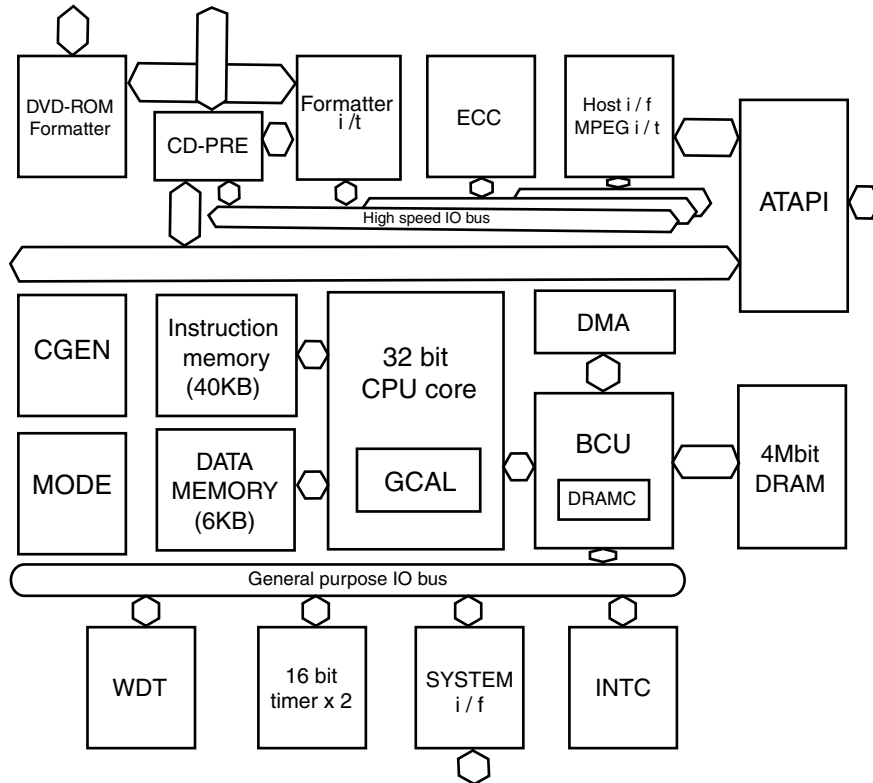 DVD-ROM
Formatter
CD-PRE
Formatter
i /t
ECC
Host i / f
MPEG i / t
ATAPI
High speed IO bus
CGEN
Instruction
memory
(40KB)
32 bit
CPU core
GCAL
DMA
BCU
DRAMC
4Mbit
DRAM
MODE
DATA
MEMORY
(6KB)
General purpose IO bus
WDT
16 bit
timer x 2
SYSTEM
i / f
INTC